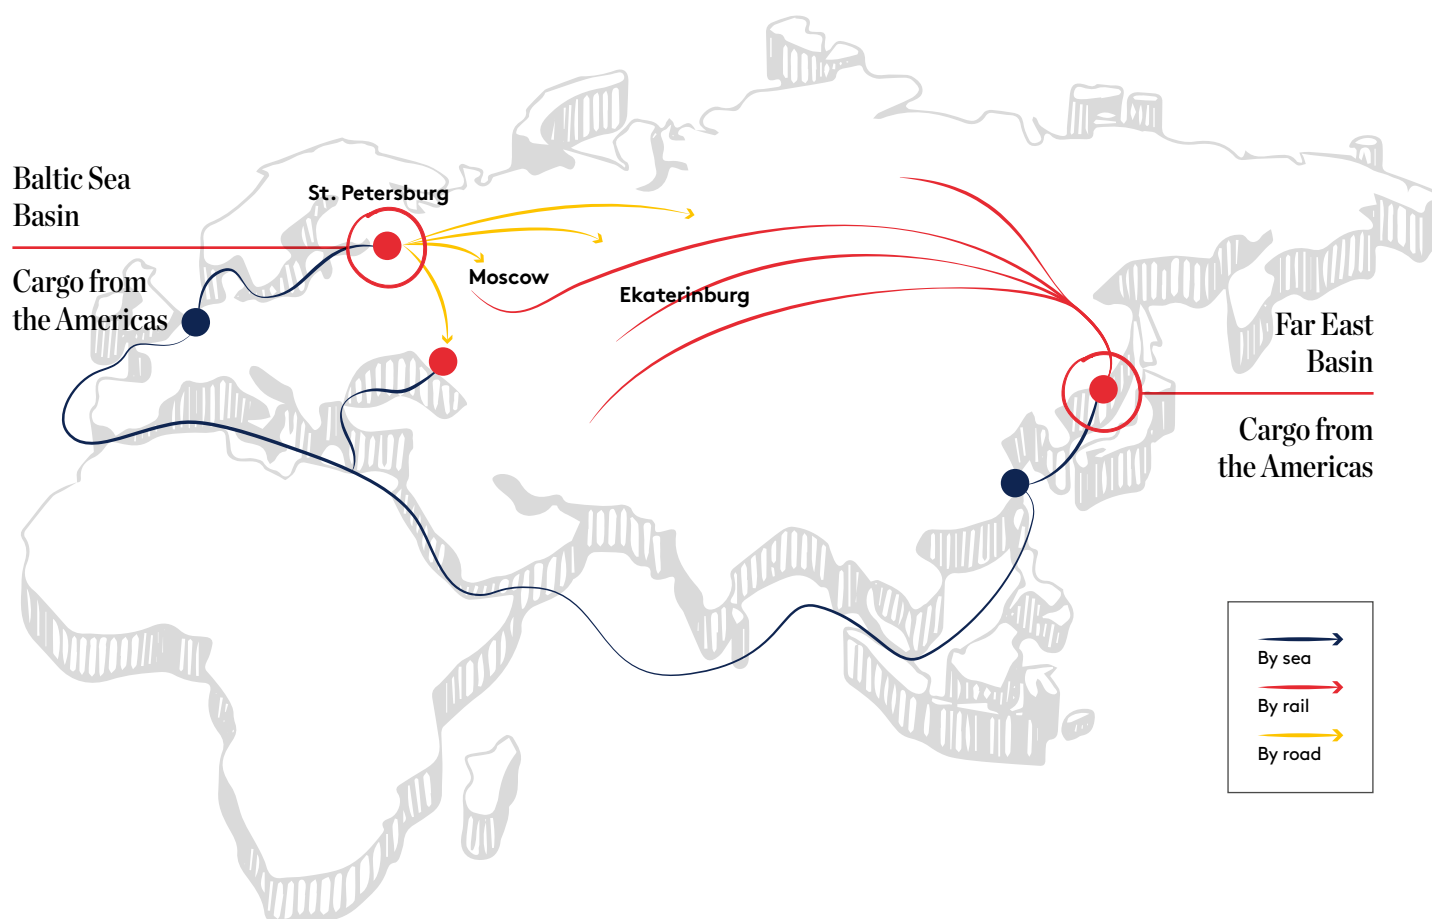 Baltic Sea
Basin
Cargo from
the Americas
St. Petersburg
Moscow
Ekaterinburg
Far East
Basin
Cargo from
the Americas
By sea
By rail
By road